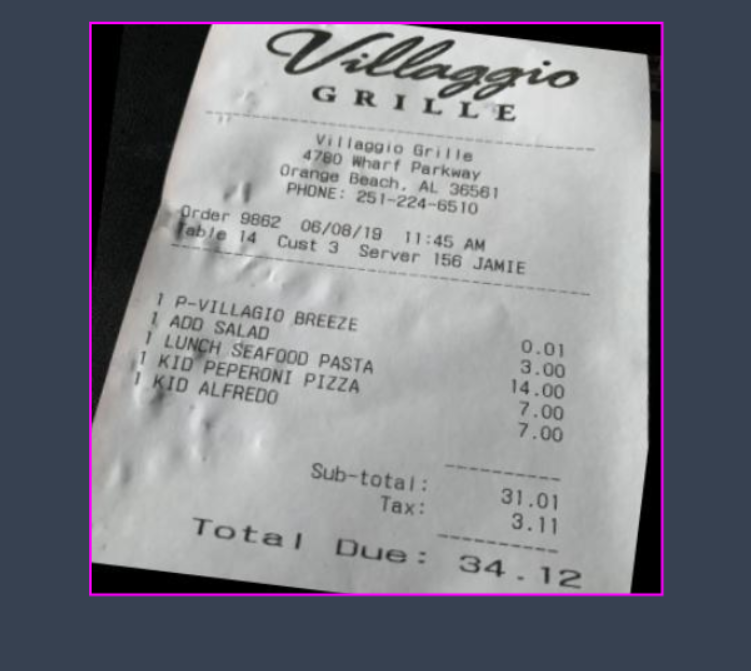 Villaggio
GRILLE
Villaggio Grille
4780 Wharf Parkway
Orange Beach, AL 36561
PHONE: 251-224-6510
Order 9862 06/08/19 11:45 AM
Table 14 Cust 3 Server 156 JAMIE
1 P-VILLAGIO BREEZE 0.01
1 ADD SALAD 3.00
1 LUNCH SEAFOOD PASTA 14.00
1 KID PEPERONI PIZZA 7.00
1 KID ALFREDO 7.00
Sub-total: 31.01
Tax: 3.11
Total Due: 34.12